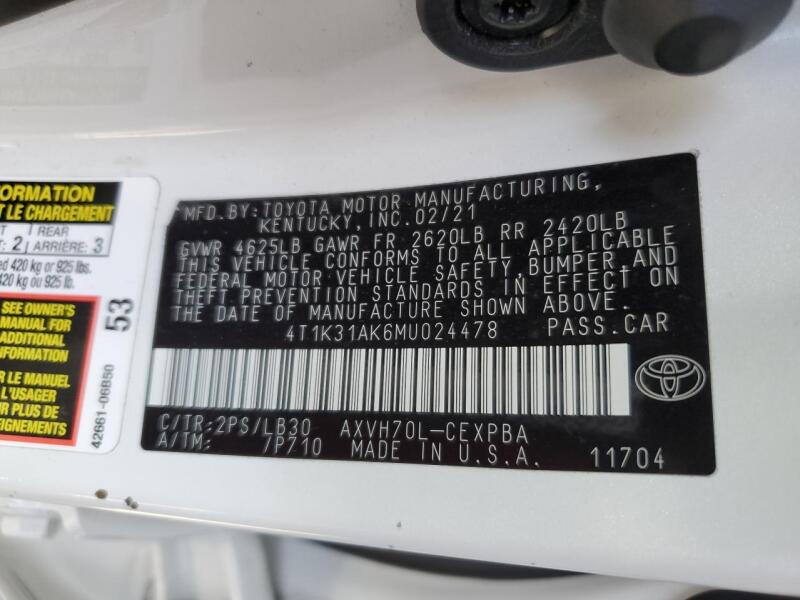 ORMATION
T LE CHARGEMENT
REAR
2 ARRIÈRE: 3
ed 420 kg or 925 lbs.
420 kg ou 925 lb.
SEE OWNER'S
MANUAL FOR
ADDITIONAL
INFORMATION
R LE MANUEL
L'USAGER
UR PLUS DE
EIGNEMENTS
53
42661-06B50
MFD.BY:TOYOTA MOTOR MANUFACTURING,
KENTUCKY,INC.02/21
GVWR 4625LB GAWR FR 2620LB RR 2420LB
THIS VEHICLE CONFORMS TO ALL APPLICABLE
FEDERAL MOTOR VEHICLE SAFETY,BUMPER,AND
THEFT PREVENTION STANDARDS IN EFFECT ON
THE DATE OF MANUFACTURE SHOWN ABOVE.
4T1K31AK6MU024478 PASS.CAR
C/TR:2PS/LB30 AXVH70L-CEXPBA
A/TM: 7P710 MADE IN U.S.A. 11704